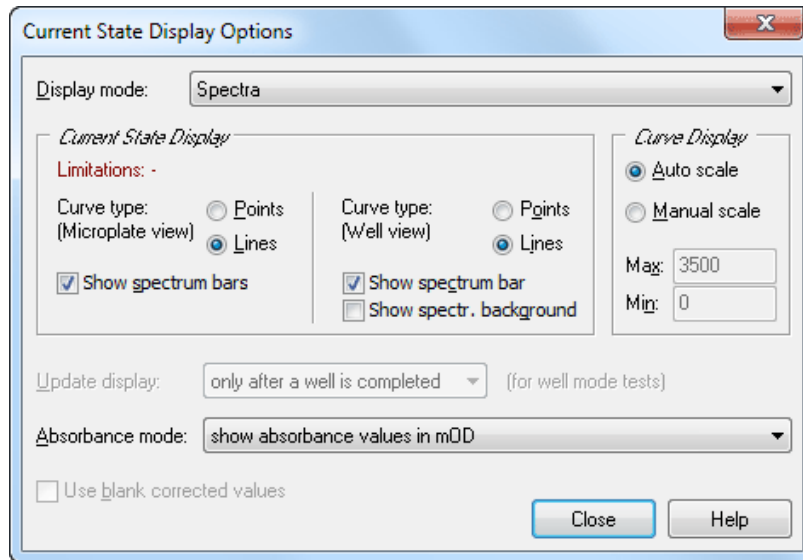 Current State Display Options
Display mode: Spectra
Current State Display
Limitations: -
Curve type:
(Microplate view)
Points
Lines
Show spectrum bars
Curve type:
(Well view)
Points
Lines
Show spectrum bar
Show spectr. background
Curve Display
Auto scale
Manual scale
Max: 3500
Min: 0
Update display: only after a well is completed (for well mode tests)
Absorbance mode: show absorbance values in mOD
Use blank corrected values
Close Help